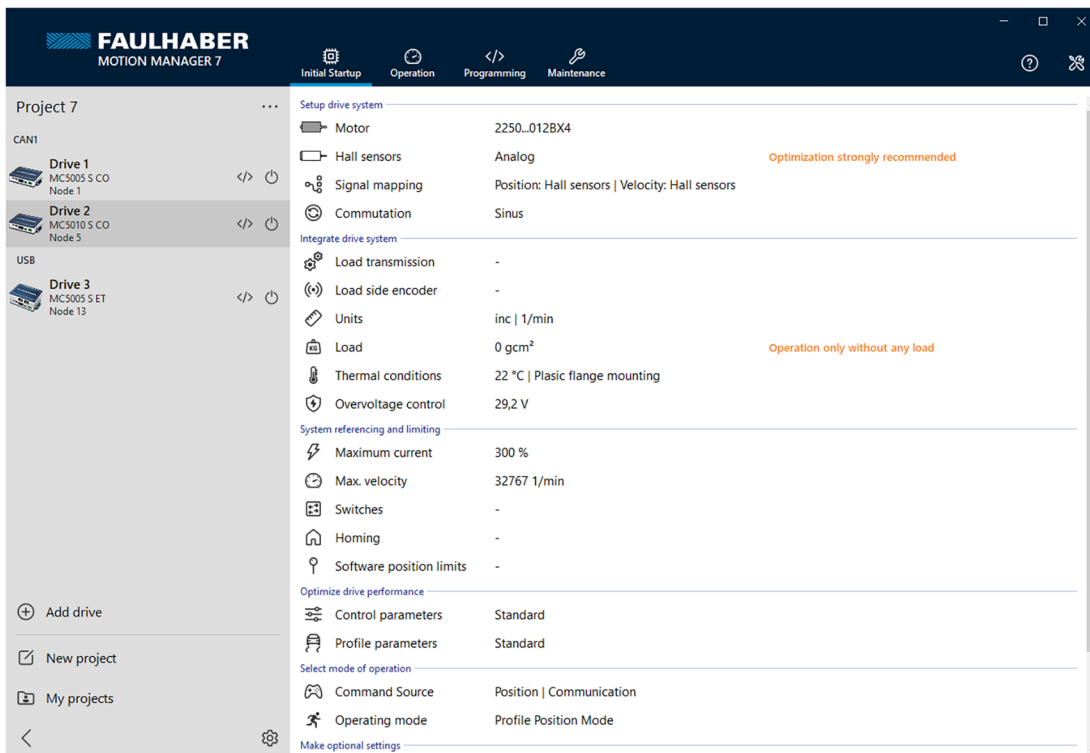 FAULHABER
MOTION MANAGER 7
Initial Startup
Operation
Programming
Maintenance
Project 7
CAN1
Drive 1
MC5005 S CO
Node 1
Drive 2
MC5010 S CO
Node 5
USB
Drive 3
MC5005 S ET
Node 13
Add drive
New project
My projects
Setup drive system
Motor 2250...012BX4
Hall sensors Analog Optimization strongly recommended
Signal mapping Position: Hall sensors | Velocity: Hall sensors
Commutation Sinus
Integrate drive system
Load transmission -
Load side encoder -
Units inc | 1/min
KG Load 0 gcm² Operation only without any load
Thermal conditions 22 °C | Plasic flange mounting
Overvoltage control 29,2 V
System referencing and limiting
Maximum current 300 %
Max. velocity 32767 1/min
Switches -
Homing -
Software position limits -
Optimize drive performance
Control parameters Standard
Profile parameters Standard
Select mode of operation
Command Source Position | Communication
Operating mode Profile Position Mode
Make optional settings